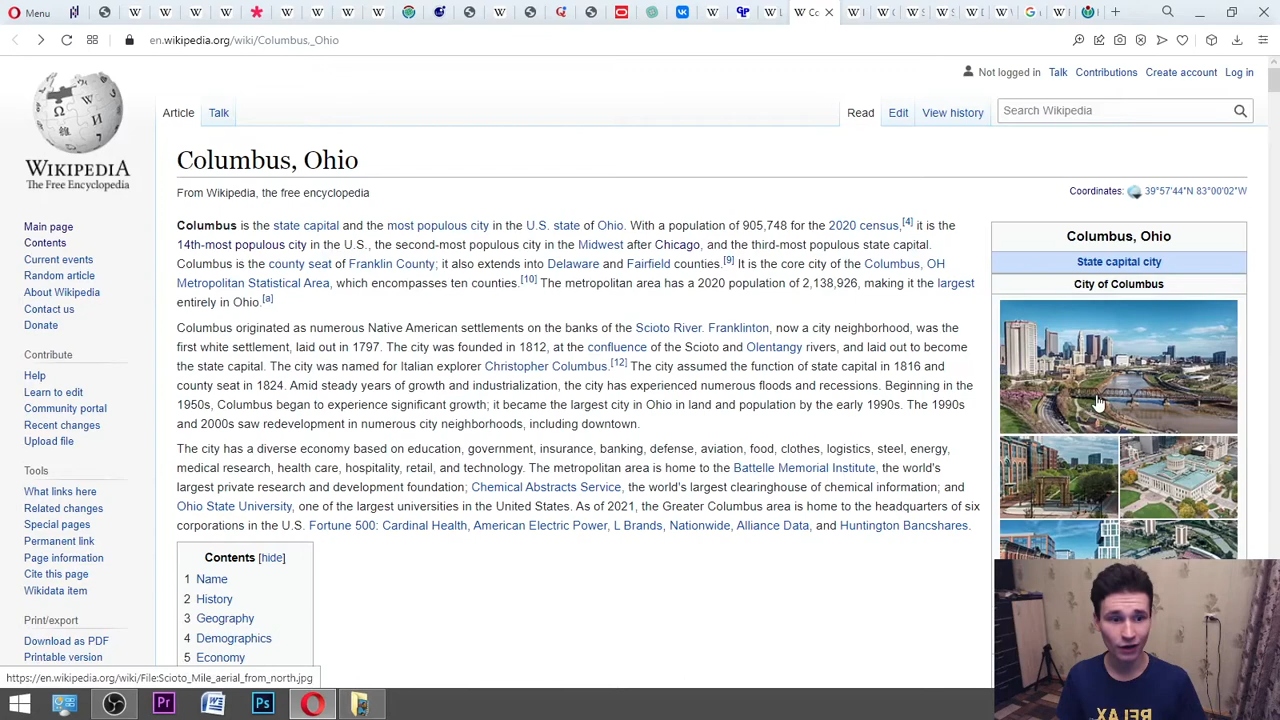 Menu
en.wikipedia.org/wiki/Columbus,_Ohio
Not logged in Talk Contributions Create account Log in
Article Talk Read Edit View history Search Wikipedia
WIKIPEDIA
The Free Encyclopedia
Main page
Contents
Current events
Random article
About Wikipedia
Contact us
Donate
Contribute
Help
Learn to edit
Community portal
Recent changes
Upload file
Tools
What links here
Related changes
Special pages
Permanent link
Page information
Cite this page
Wikidata item
Print/export
Download as PDF
Printable version
Columbus, Ohio
From Wikipedia, the free encyclopedia
Coordinates: 39°57′44″N 83°00′02″W
Columbus is the state capital and the most populous city in the U.S. state of Ohio. With a population of 905,748 for the 2020 census,[4] it is the
14th-most populous city in the U.S., the second-most populous city in the Midwest after Chicago, and the third-most populous state capital.
Columbus is the county seat of Franklin County; it also extends into Delaware and Fairfield counties.[9] It is the core city of the Columbus, OH
Metropolitan Statistical Area, which encompasses ten counties.[10] The metropolitan area has a 2020 population of 2,138,926, making it the largest
entirely in Ohio.[a]
Columbus originated as numerous Native American settlements on the banks of the Scioto River. Franklinton, now a city neighborhood, was the
first white settlement, laid out in 1797. The city was founded in 1812, at the confluence of the Scioto and Olentangy rivers, and laid out to become
the state capital. The city was named for Italian explorer Christopher Columbus.[12] The city assumed the function of state capital in 1816 and
county seat in 1824. Amid steady years of growth and industrialization, the city has experienced numerous floods and recessions. Beginning in the
1950s, Columbus began to experience significant growth; it became the largest city in Ohio in land and population by the early 1990s. The 1990s
and 2000s saw redevelopment in numerous city neighborhoods, including downtown.
The city has a diverse economy based on education, government, insurance, banking, defense, aviation, food, clothes, logistics, steel, energy,
medical research, health care, hospitality, retail, and technology. The metropolitan area is home to the Battelle Memorial Institute, the world's
largest private research and development foundation; Chemical Abstracts Service, the world's largest clearinghouse of chemical information; and
Ohio State University, one of the largest universities in the United States. As of 2021, the Greater Columbus area is home to the headquarters of six
corporations in the U.S. Fortune 500: Cardinal Health, American Electric Power, L Brands, Nationwide, Alliance Data, and Huntington Bancshares.
Contents [hide]
1 Name
2 History
3 Geography
4 Demographics
5 Economy
Columbus, Ohio
State capital city
City of Columbus
https://en.wikipedia.org/wiki/File:Scioto_Mile_aerial_from_north.jpg
RELAX
Pr
Ps